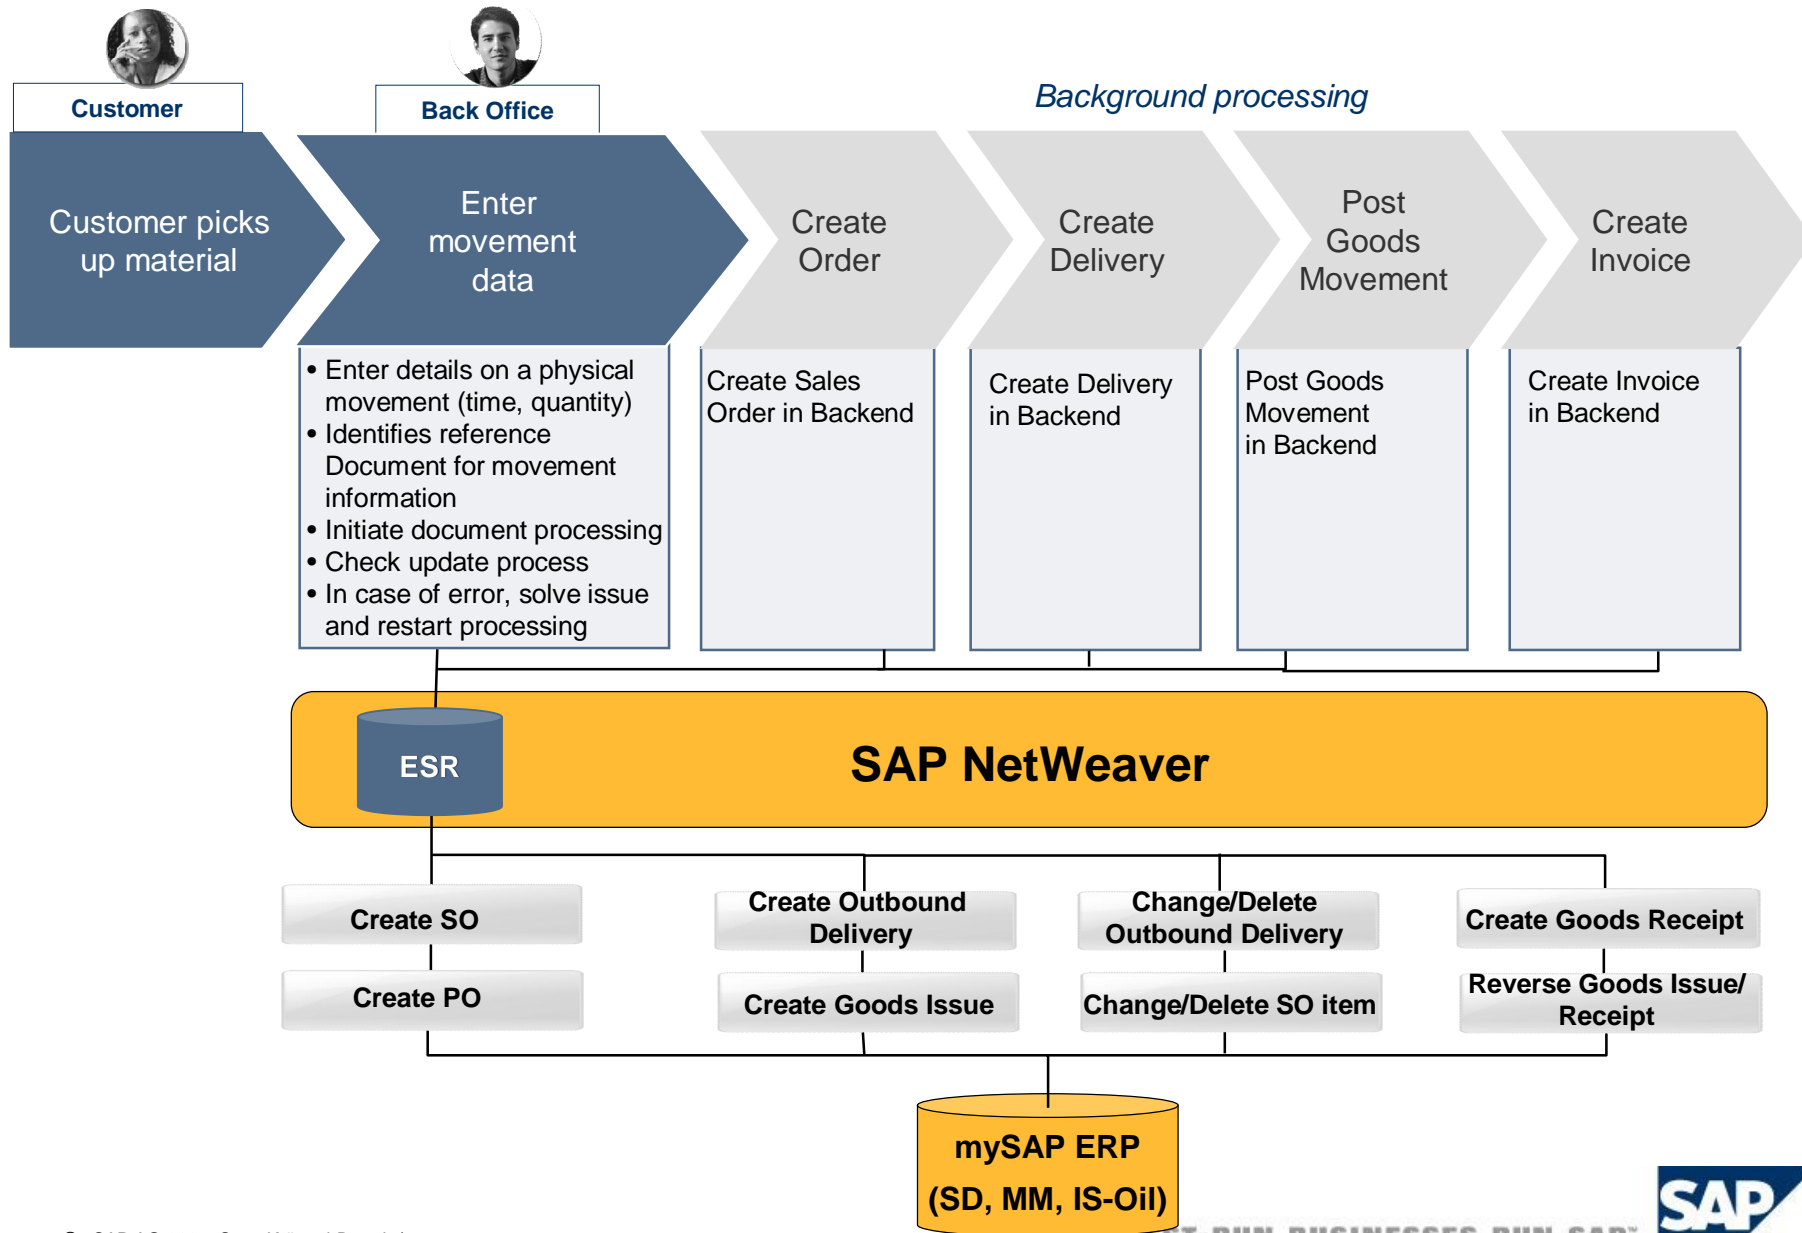 Customer
Back Office
Background processing
Customer picks
up material
Enter
movement
data
Create
Order
Create
Delivery
Post
Goods
Movement
Create
Invoice
• Enter details on a physical
movement (time, quantity)
• Identifies reference
Document for movement
information
• Initiate document processing
• Check update process
• In case of error, solve issue
and restart processing
Create Sales
Order in Backend
Create Delivery
in Backend
Post Goods
Movement
in Backend
Create Invoice
in Backend
ESR
SAP NetWeaver
Create SO
Create Outbound
Delivery
Change/Delete
Outbound Delivery
Create Goods Receipt
Create PO
Create Goods Issue
Change/Delete SO item
Reverse Goods Issue/
Receipt
mySAP ERP
(SD, MM, IS-Oil)
RUN BUSINESSES RUN SAP™
SAP